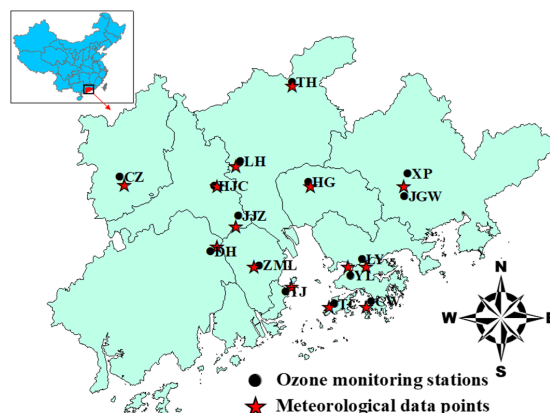 TH
LH
CZ
HJC
HG
XP
JGW
JJZ
DH
ZML
LY
YL
TJ
TC
CW
N
W
E
S
Ozone monitoring stations
Meteorological data points